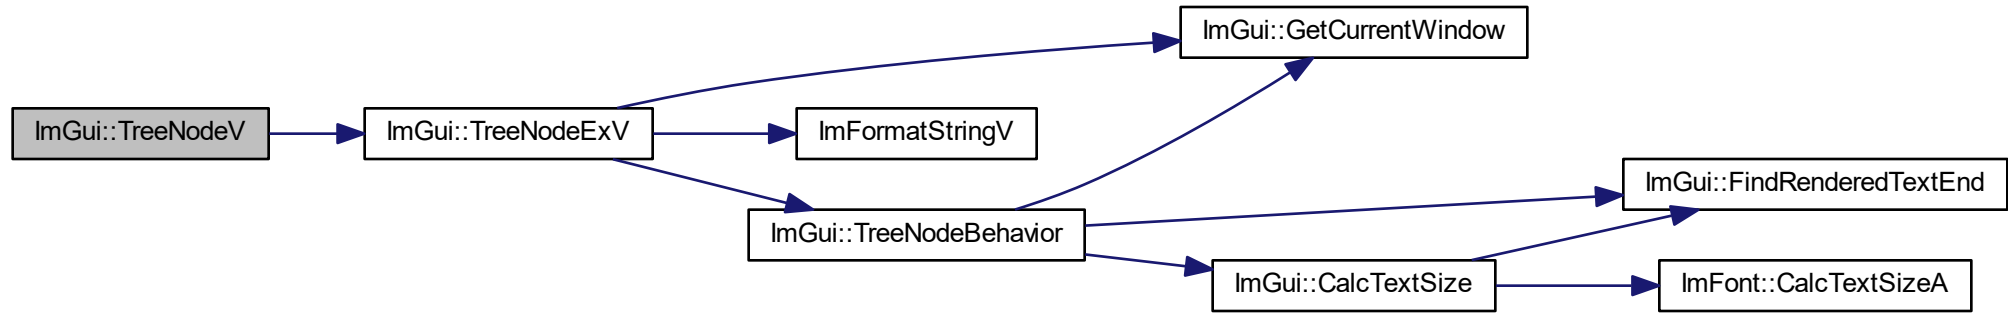 ImGui::TreeNodeV
ImGui::TreeNodeExV
ImGui::GetCurrentWindow
ImFormatStringV
ImGui::TreeNodeBehavior
ImGui::FindRenderedTextEnd
ImGui::CalcTextSize
ImFont::CalcTextSizeA